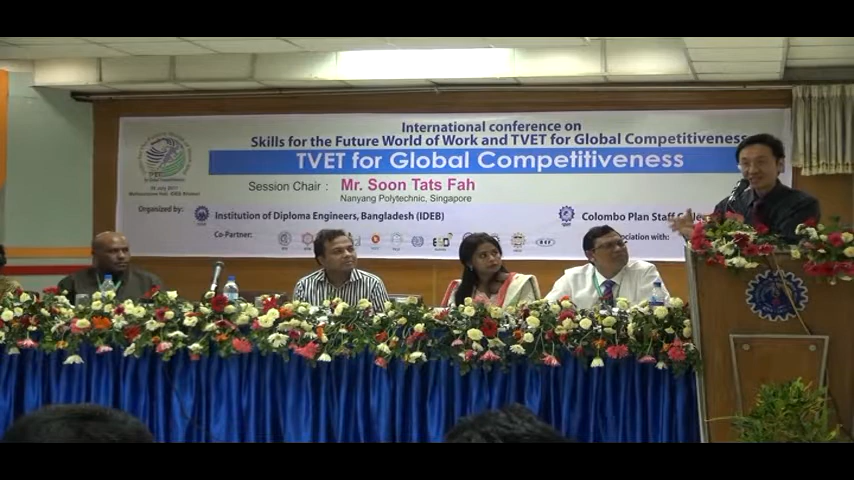 International conference on
Skills for the Future World of Work and TVET for Global Competitiveness
TVET for Global Competitiveness
Session Chair : Mr. Soon Tats Fah
Nanyang Polytechnic, Singapore
Organized by:
Institution of Diploma Engineers, Bangladesh (IDEB)
Colombo Plan Staff
Co-Partner:
with: